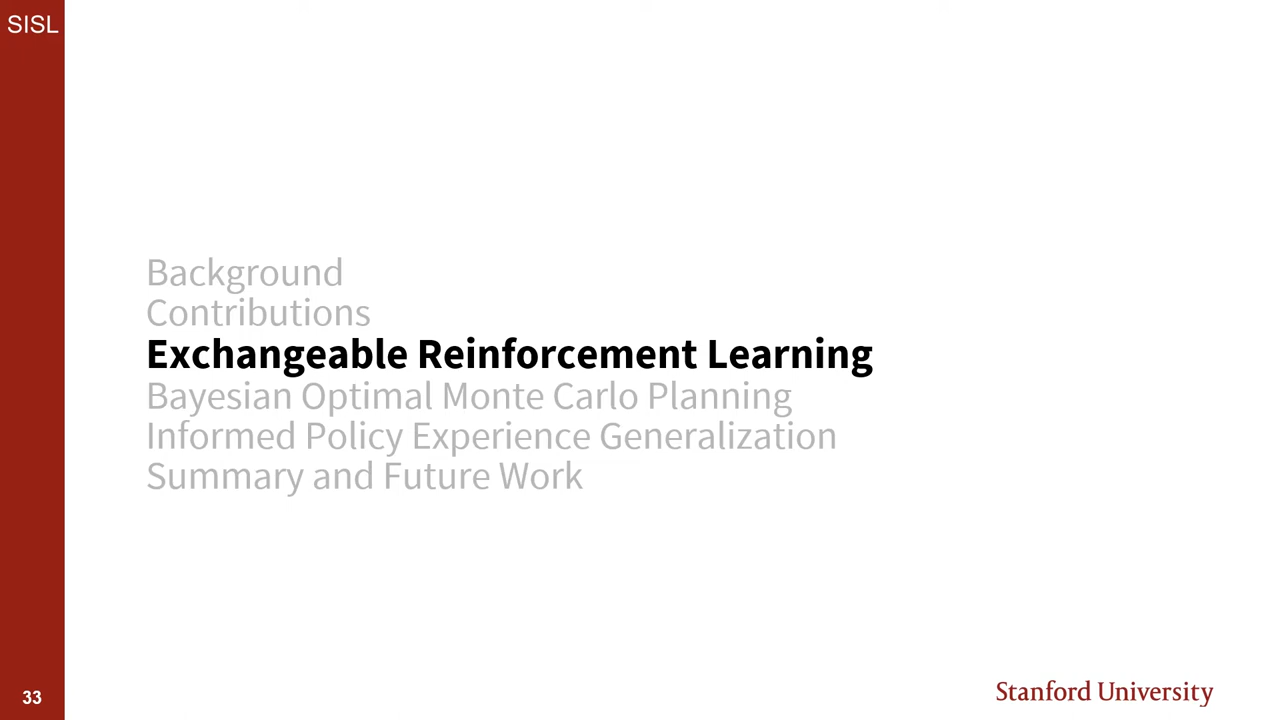 SISL
Background
Contributions
Exchangeable Reinforcement Learning
Bayesian Optimal Monte Carlo Planning
Informed Policy Experience Generalization
Summary and Future Work
33
Stanford University